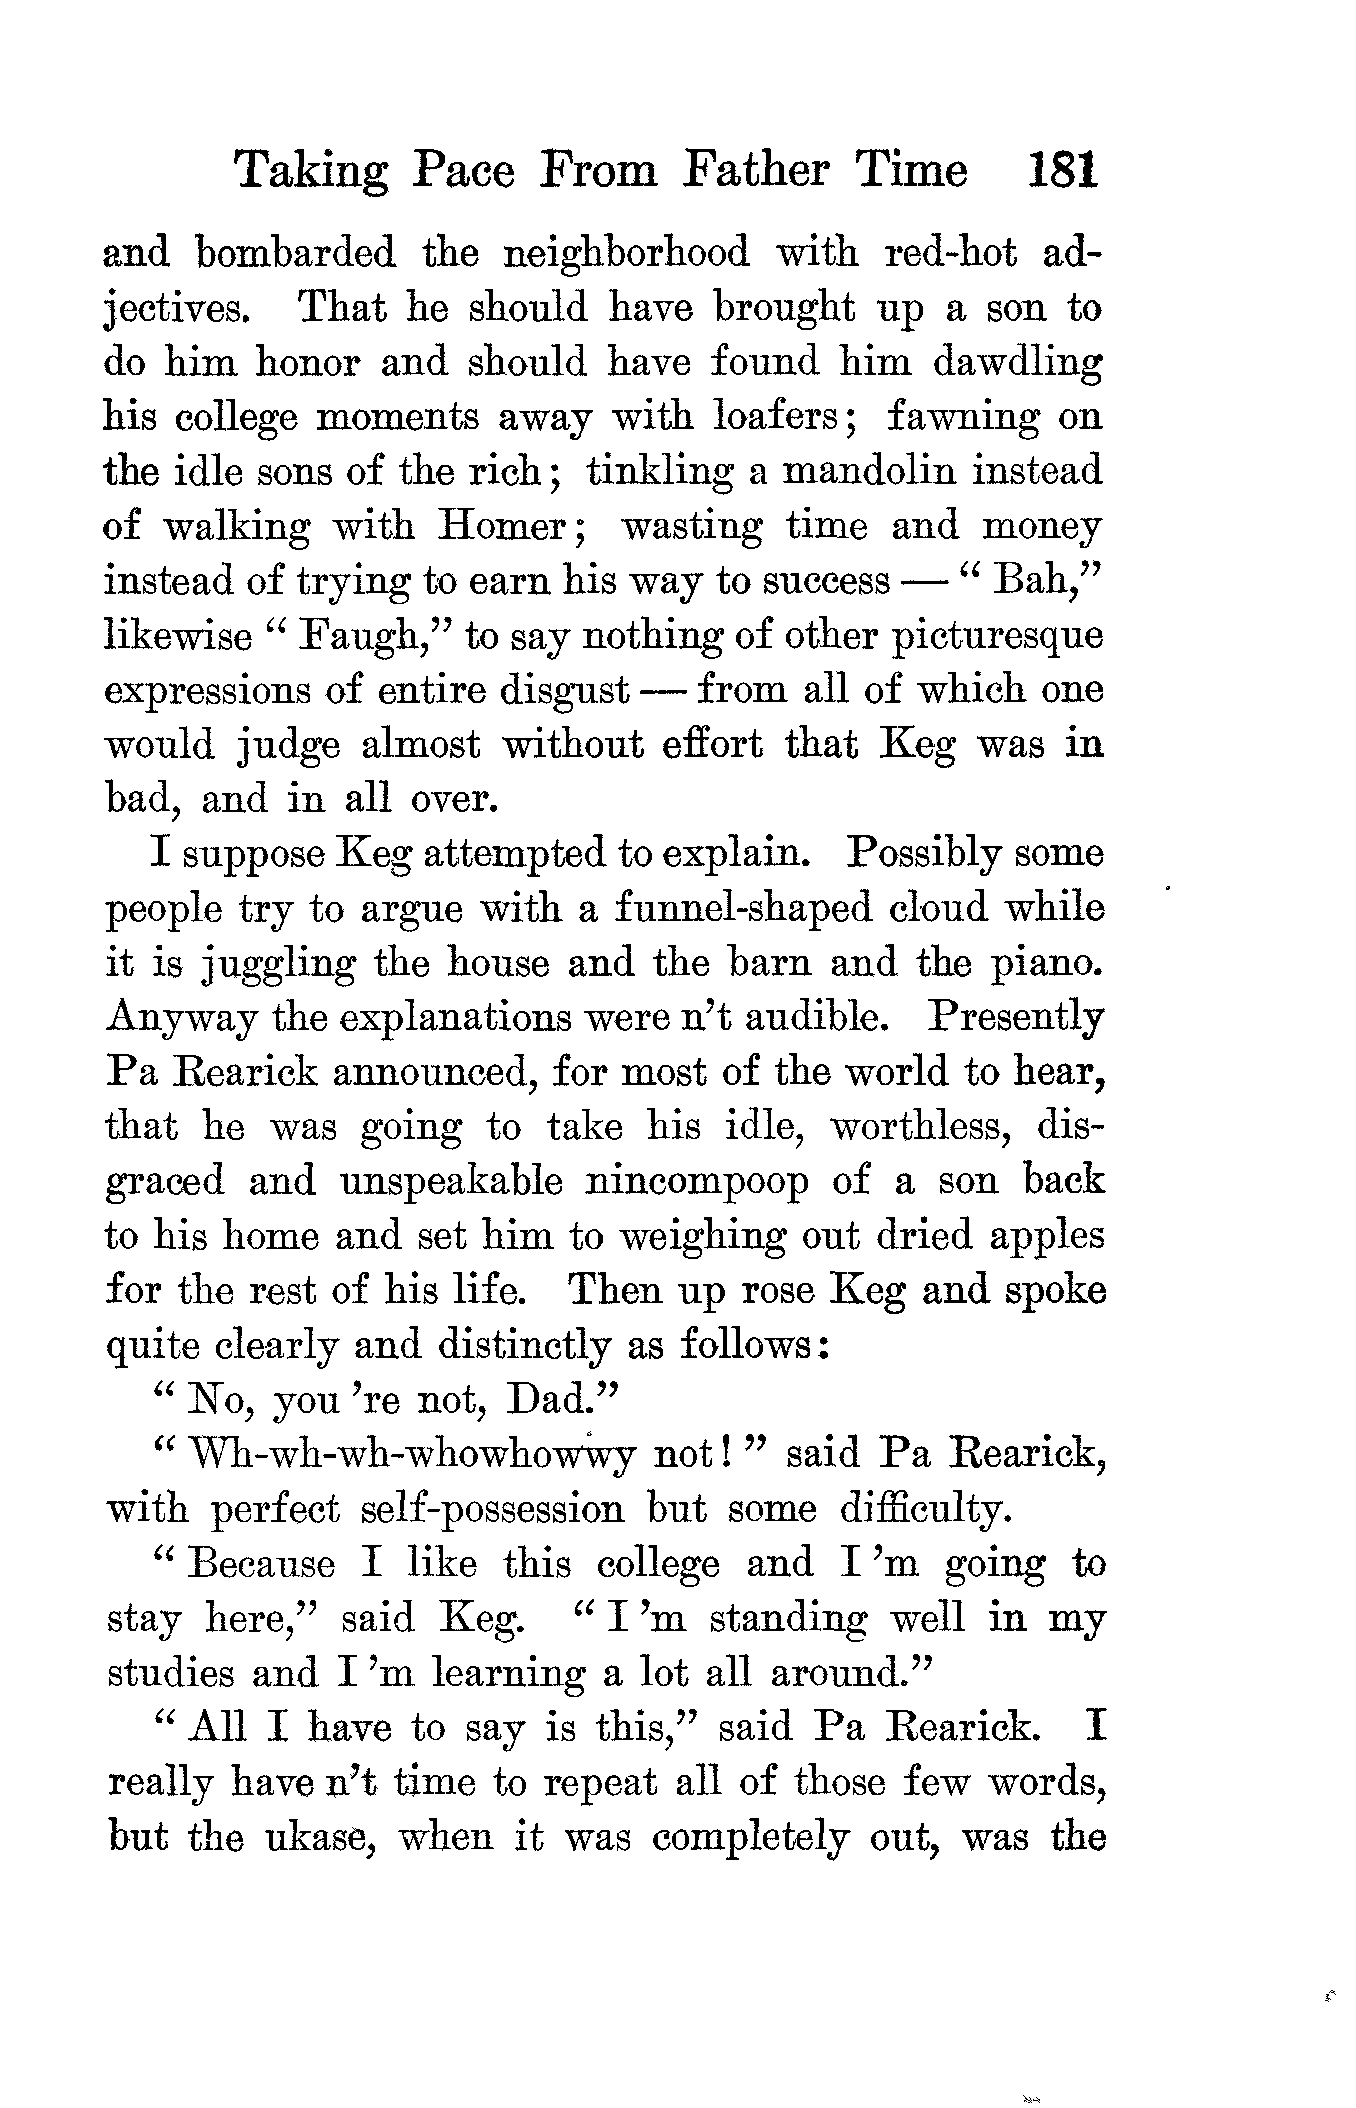 Taking Pace From Father Time 181
and bombarded the neighborhood with red-hot ad-
jectives. That he should have brought up a son to
do him honor and should have found him dawdling
his college moments away with loafers; fawning on
the idle sons of the rich; tinkling a mandolin instead
of walking with Homer; wasting time and money
instead of trying to earn his way to success — “ Bah,”
likewise “ Faugh,” to say nothing of other picturesque
expressions of entire disgust — from all of which one
would judge almost without effort that Keg was in
bad, and in all over.
I suppose Keg attempted to explain. Possibly some
people try to argue with a funnel-shaped cloud while
it is juggling the house and the barn and the piano.
Anyway the explanations were n’t audible. Presently
Pa Rearick announced, for most of the world to hear,
that he was going to take his idle, worthless, dis-
graced and unspeakable nincompoop of a son back
to his home and set him to weighing out dried apples
for the rest of his life. Then up rose Keg and spoke
quite clearly and distinctly as follows:
“ No, you ’re not, Dad.”
“ Wh-wh-wh-whowhowwy not! ” said Pa Rearick,
with perfect self-possession but some difficulty.
“ Because I like this college and I ’m going to
stay here,” said Keg. “ I ’m standing well in my
studies and I ’m learning a lot all around.”
“ All I have to say is this,” said Pa Rearick. I
really have n’t time to repeat all of those few words,
but the ukase, when it was completely out, was the